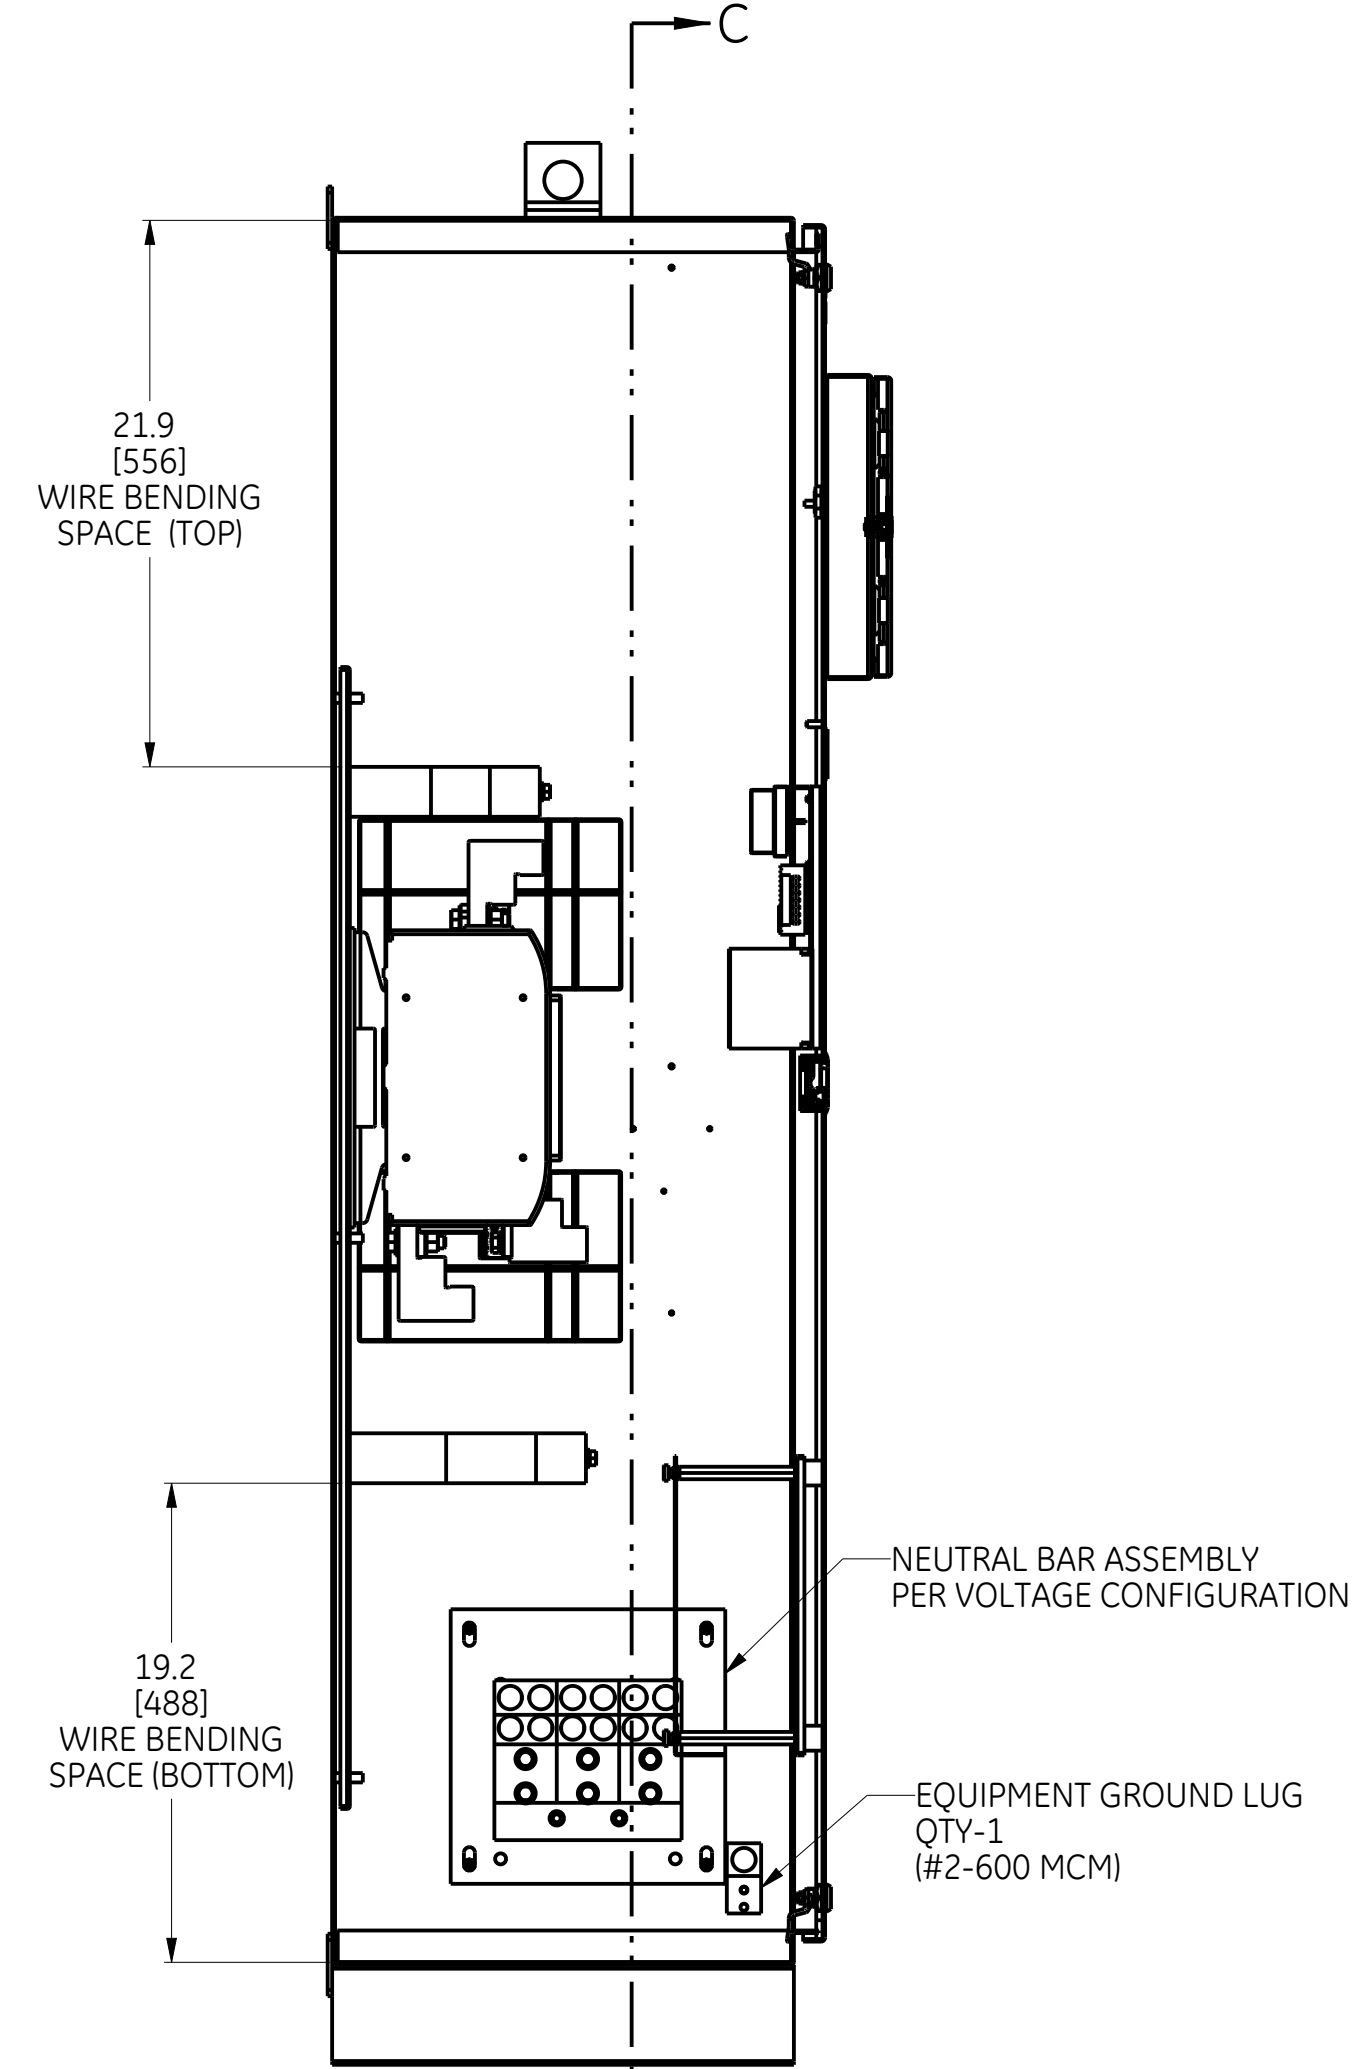 C
21.9
[556]
WIRE BENDING
SPACE (TOP)
NEUTRAL BAR ASSEMBLY
PER VOLTAGE CONFIGURATION
19.2
[488]
WIRE BENDING
SPACE (BOTTOM)
EQUIPMENT GROUND LUG
QTY-1
(#2-600 MCM)